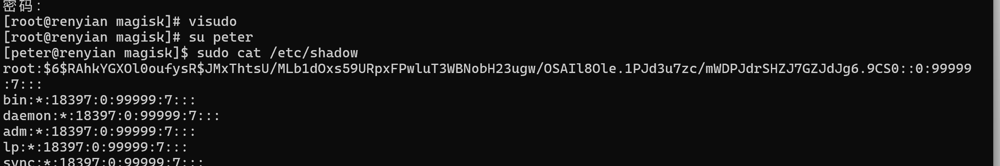 密码：
[root@renyian magisk]# visudo
[root@renyian magisk]# su peter
[peter@renyian magisk]$ sudo cat /etc/shadow
root:$6$RAhkYGXOl0oufysR$JMxThtsU/MLb1dOxs59URpxFPwluT3WBNobH23ugw/OSAIl8Ole.1PJd3u7zc/mWDPJdrSHZJ7GZJdJg6.9CS0::0:99999
:7:::
bin:*:18397:0:99999:7:::
daemon:*:18397:0:99999:7:::
adm:*:18397:0:99999:7:::
lp:*:18397:0:99999:7:::
sync:*:18397:0:99999:7:::